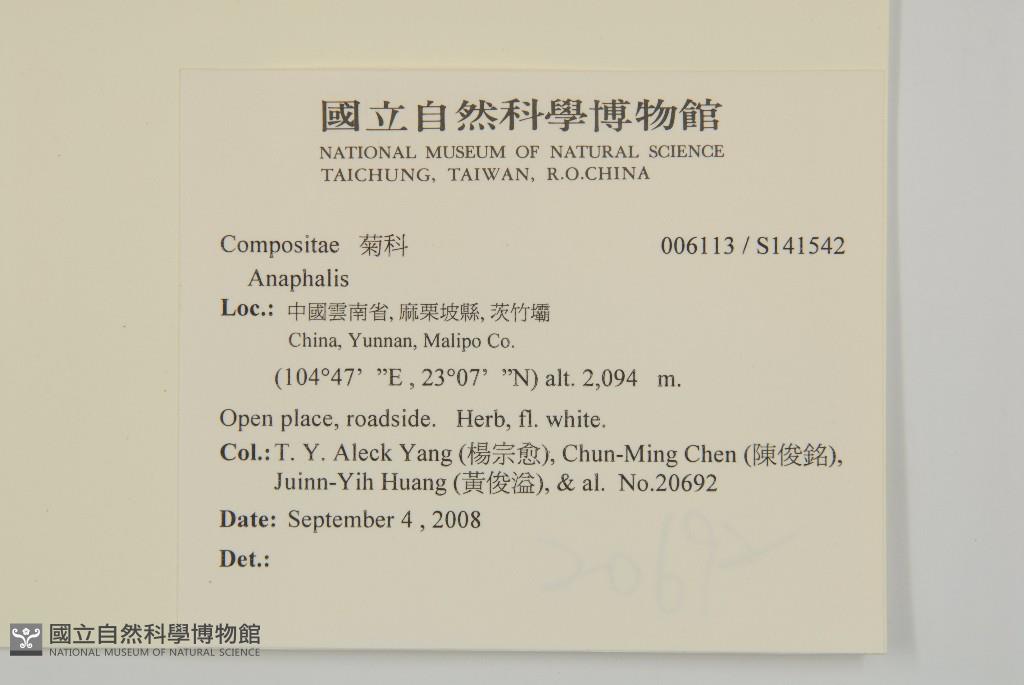 國立自然科學博物館
NATIONAL MUSEUM OF NATURAL SCIENCE
TAICHUNG, TAIWAN, R.O.CHINA
Compositae 菊科 006113 / S141542
Anaphalis
Loc.: 中國雲南省, 麻栗坡縣, 茨竹壩
China, Yunnan, Malipo Co.
(104°47’ ”E , 23°07’ ”N) alt. 2,094 m.
Open place, roadside. Herb, fl. white.
Col.: T. Y. Aleck Yang (楊宗愈), Chun-Ming Chen (陳俊銘),
Juinn-Yih Huang (黃俊溢), & al. No.20692
Date: September 4 , 2008
Det.:
20692
國立自然科學博物館
NATIONAL MUSEUM OF NATURAL SCIENCE